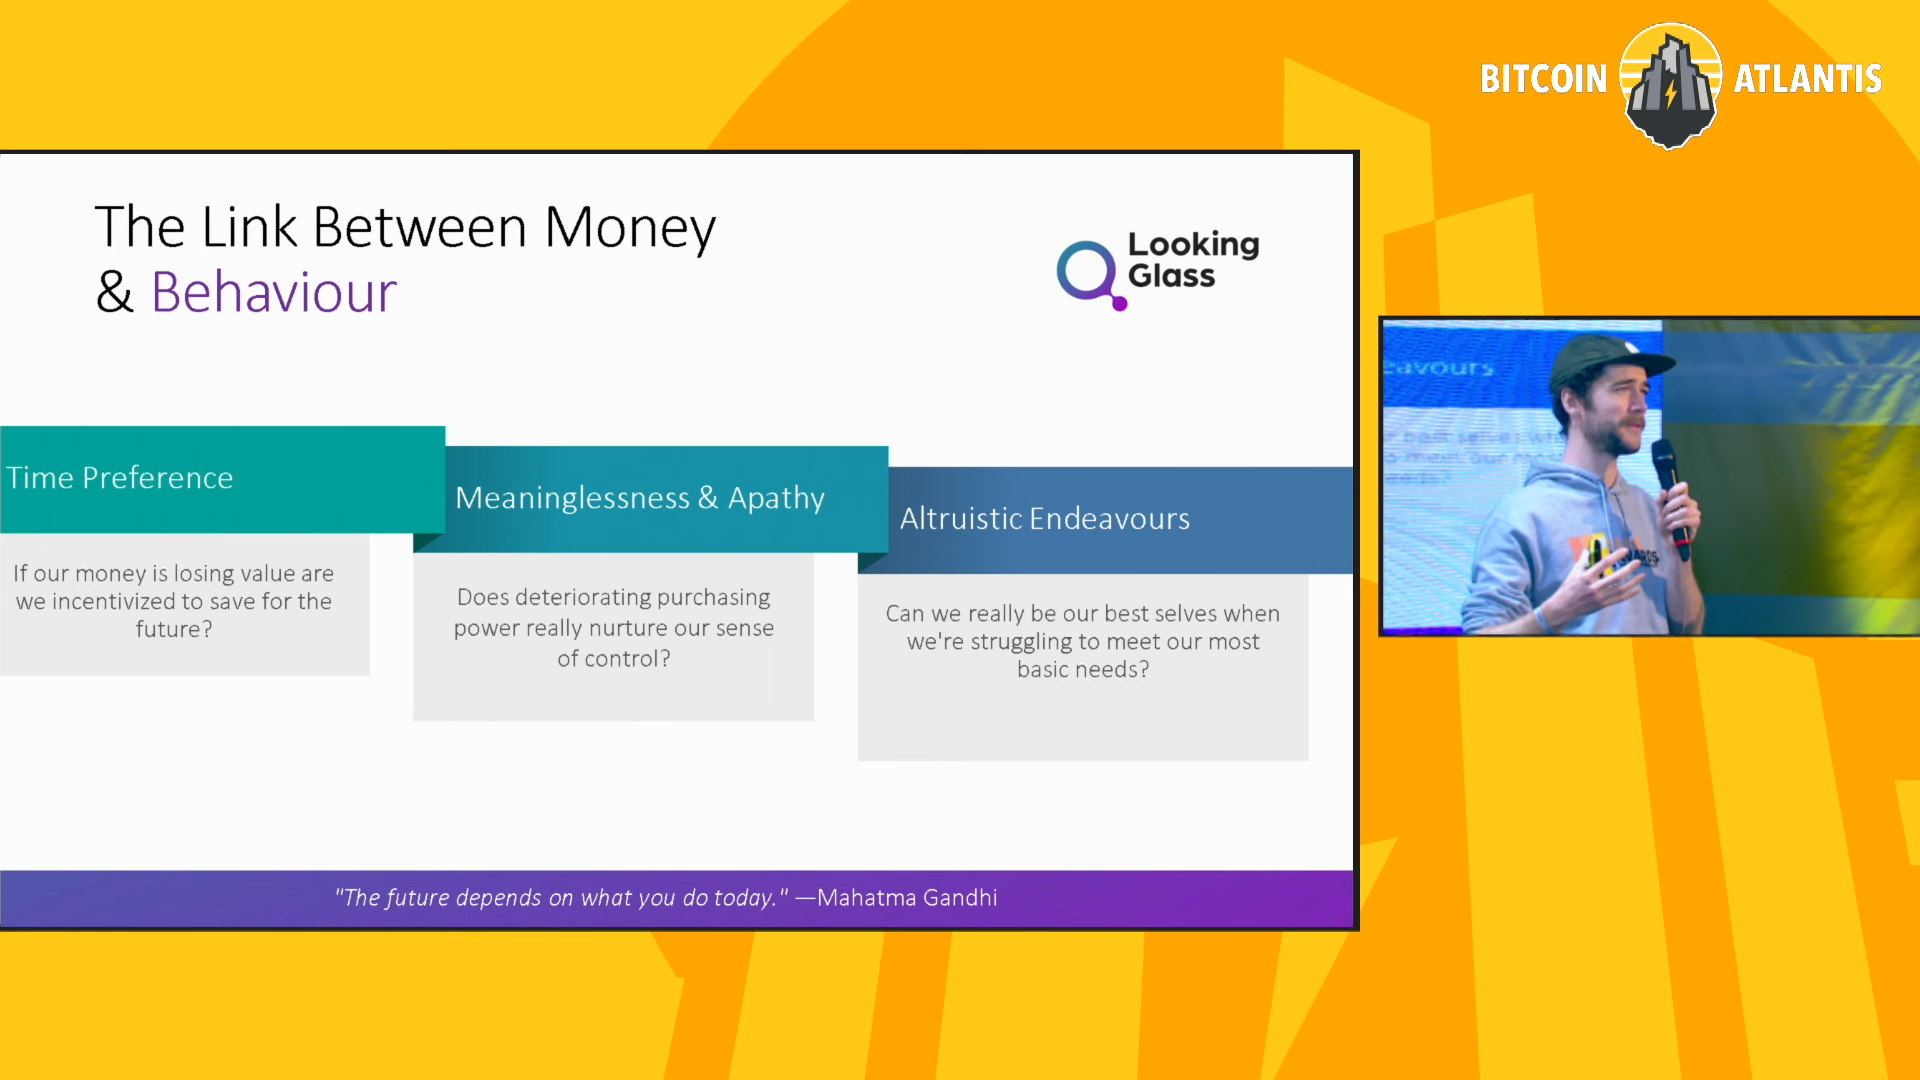 BITCOIN ATLANTIS
The Link Between Money
& Behaviour
Looking
Glass
Time Preference
If our money is losing value are
we incentivized to save for the
future?
Meaninglessness & Apathy
Does deteriorating purchasing
power really nurture our sense
of control?
Altruistic Endeavours
Can we really be our best selves when
we're struggling to meet our most
basic needs?
"The future depends on what you do today." —Mahatma Gandhi
eavours